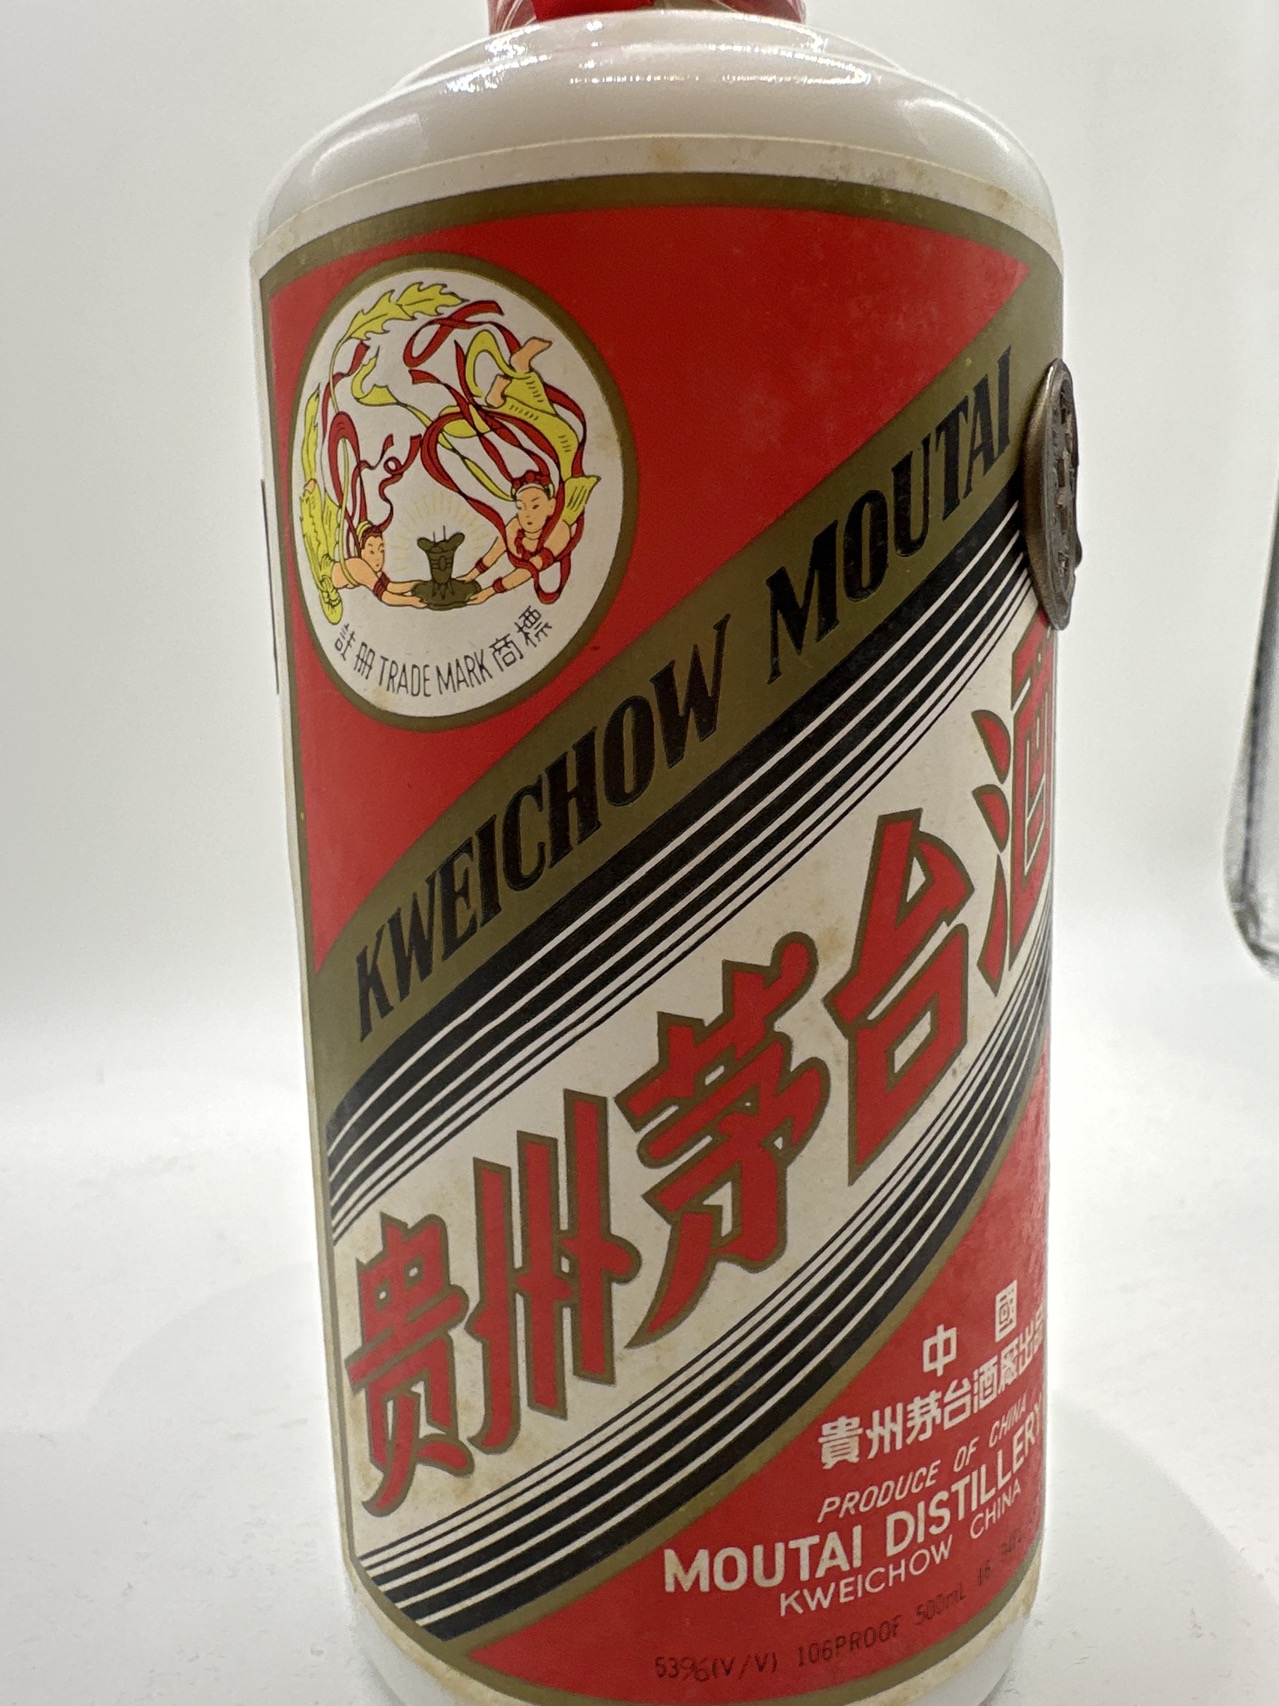 註冊 TRADE MARK 商標
KWEICHOW MOUTAI
贵州茅台酒
中國
貴州茅台酒廠出品
PRODUCE OF CHINA
MOUTAI DISTILLERY
KWEICHOW CHINA
53%(V/V) 106PROOF 500mL